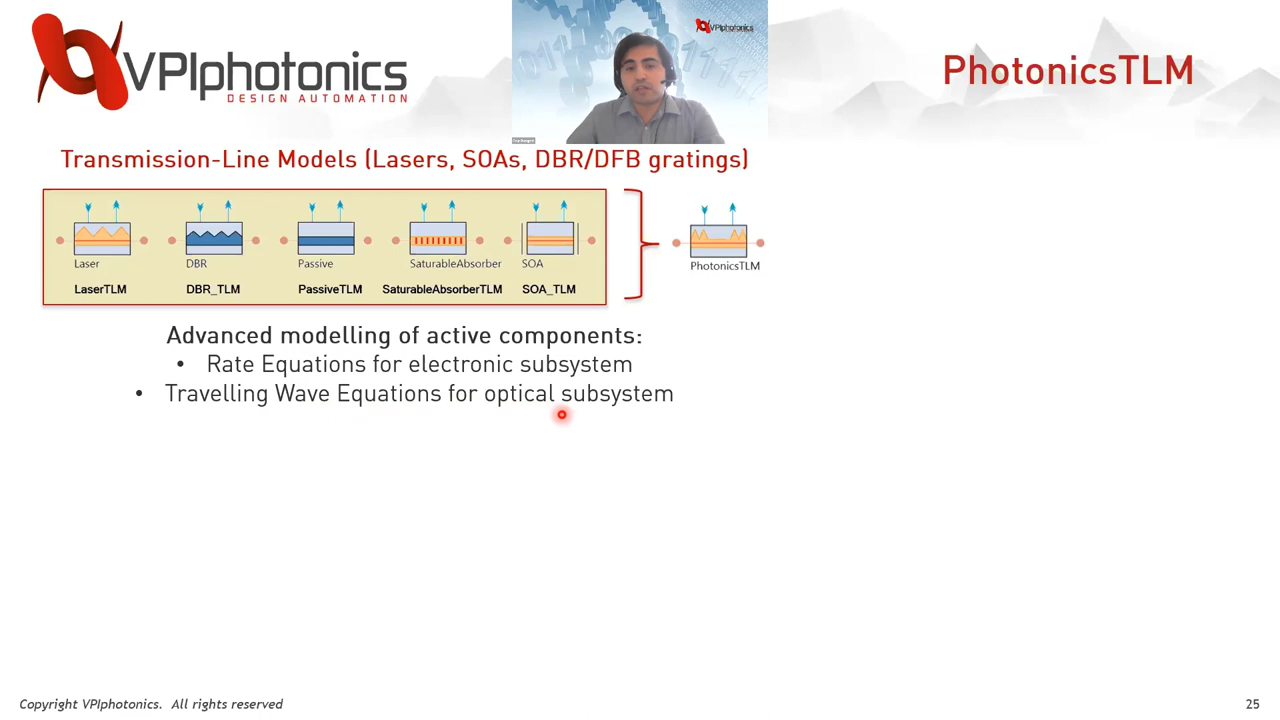 VPIphotonics
DESIGN AUTOMATION
VPIphotonics
PhotonicsTLM
Transmission-Line Models (Lasers, SOAs, DBR/DFB gratings)
Laser
DBR
Passive
SaturableAbsorber
SOA
PhotonicsTLM
LaserTLM
DBR_TLM
PassiveTLM
SaturableAbsorberTLM
SOA_TLM
Advanced modelling of active components:
• Rate Equations for electronic subsystem
• Travelling Wave Equations for optical subsystem
Copyright VPIphotonics. All rights reserved
25